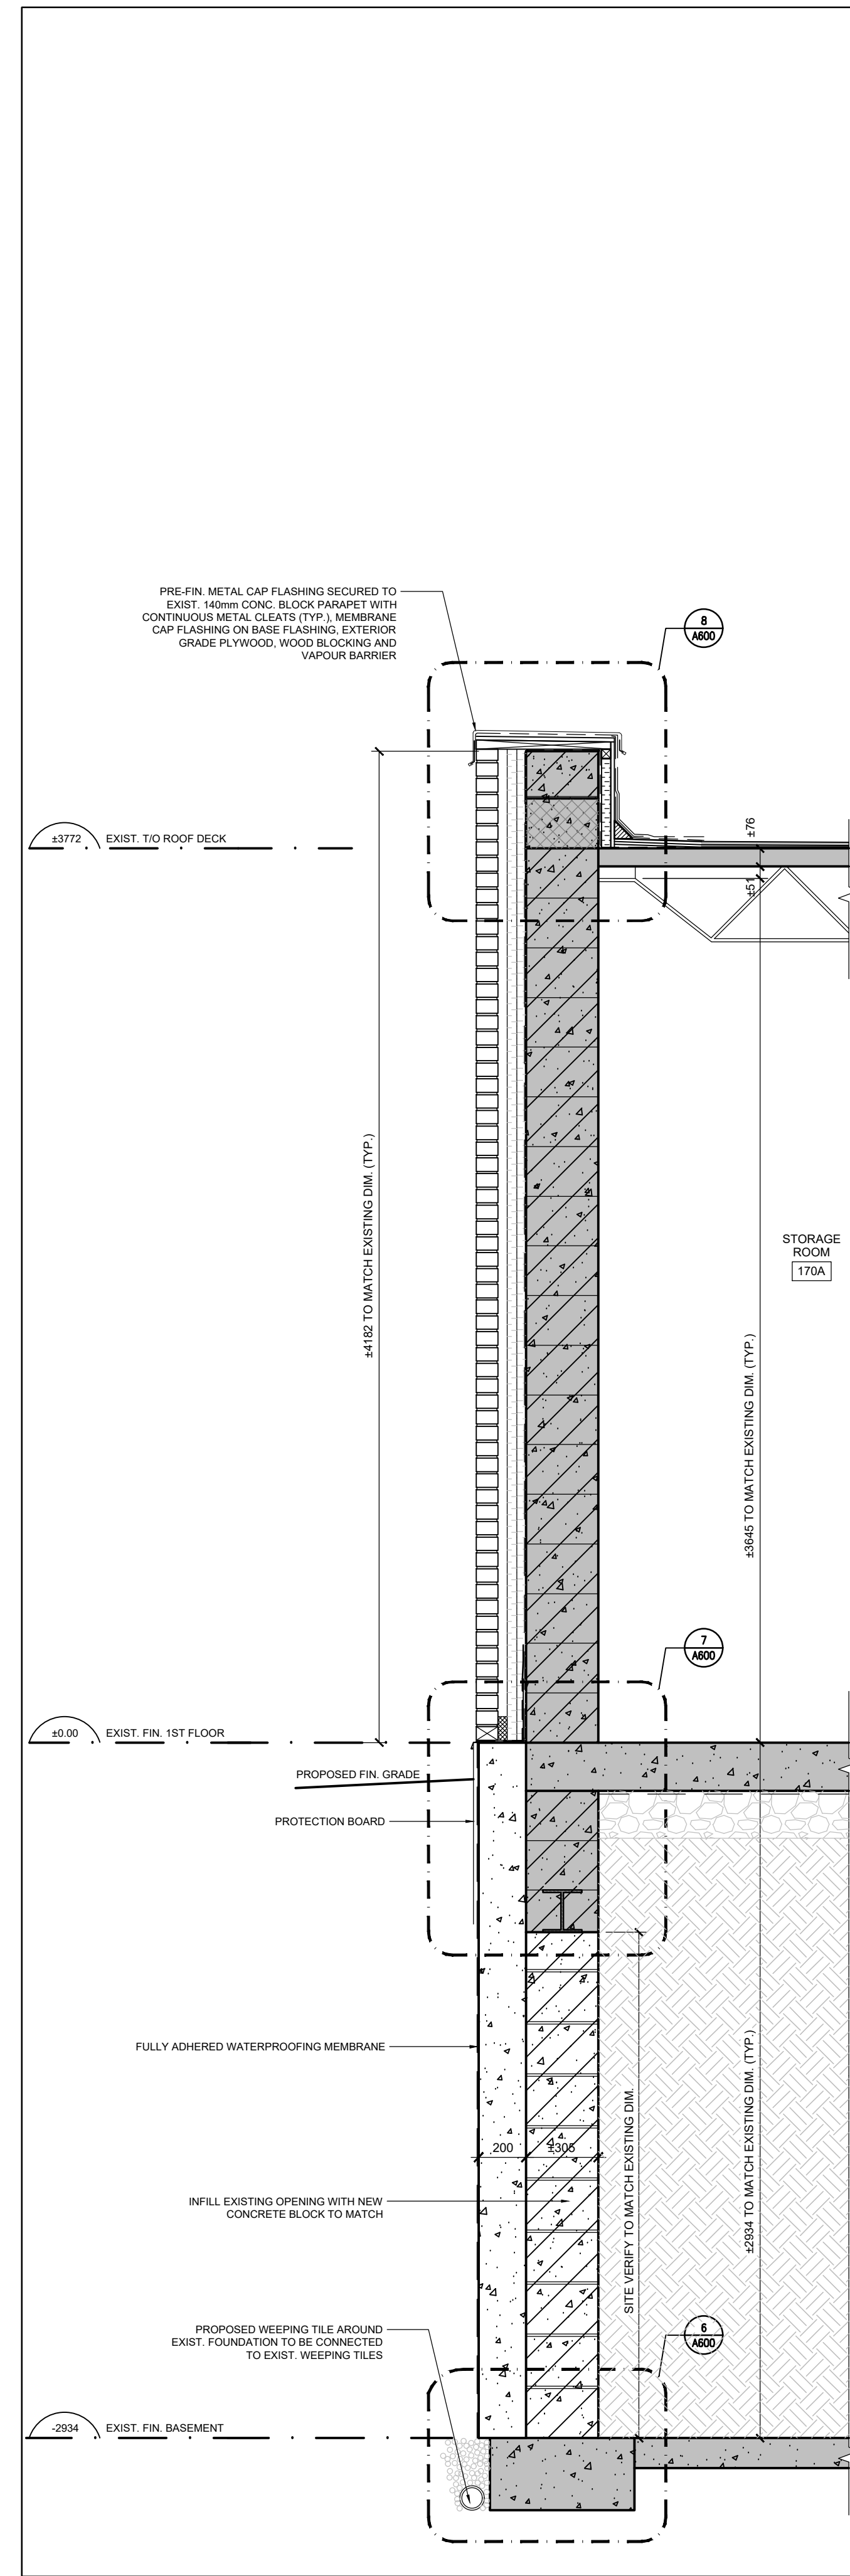 PRE-FIN. METAL CAP FLASHING SECURED TO
EXIST. 140mm CONC. BLOCK PARAPET WITH
CONTINUOUS METAL CLEATS (TYP.), MEMBRANE
CAP FLASHING ON BASE FLASHING, EXTERIOR
GRADE PLYWOOD, WOOD BLOCKING AND
VAPOUR BARRIER
8
A600
±3772
EXIST. T/O ROOF DECK
±76
±51
±4182 TO MATCH EXISTING DIM. (TYP.)
STORAGE
ROOM
170A
±3645 TO MATCH EXISTING DIM. (TYP.)
7
A600
±0.00
EXIST. FIN. 1ST FLOOR
PROPOSED FIN. GRADE
PROTECTION BOARD
FULLY ADHERED WATERPROOFING MEMBRANE
200
±305
SITE VERIFY TO MATCH EXISTING DIM.
±2934 TO MATCH EXISTING DIM. (TYP.)
INFILL EXISTING OPENING WITH NEW
CONCRETE BLOCK TO MATCH
PROPOSED WEEPING TILE AROUND
EXIST. FOUNDATION TO BE CONNECTED
TO EXIST. WEEPING TILES
6
A600
-2934
EXIST. FIN. BASEMENT